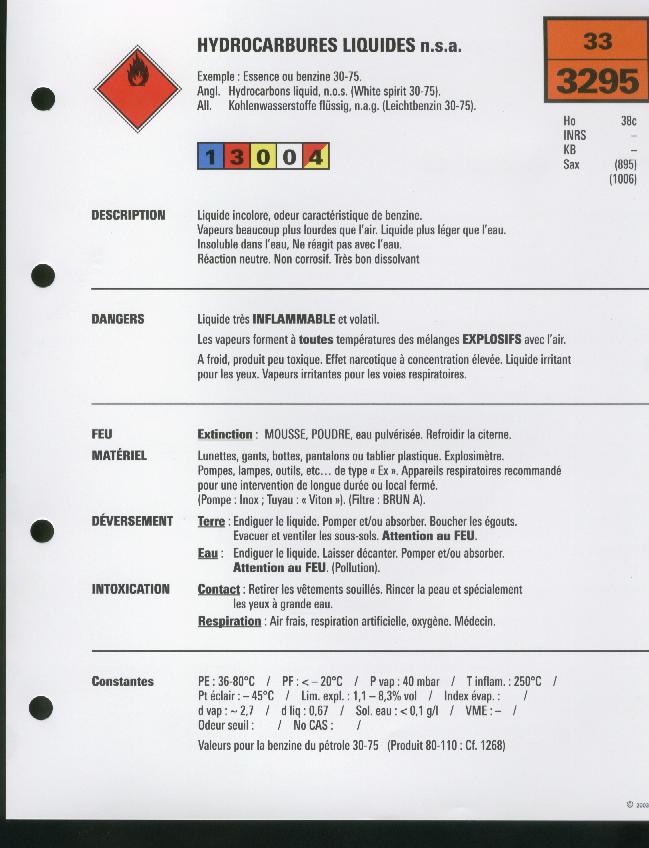 HYDROCARBURES LIQUIDES n.s.a.
33
3295
Exemple : Essence ou benzine 30-75.
Angl. Hydrocarbons liquid, n.o.s. (White spirit 30-75).
All. Kohlenwasserstoffe flüssig, n.a.g. (Leichtbenzin 30-75).
Ho 38c
INRS –
KB –
Sax (895)
(1006)
1 3 0 0 4
DESCRIPTION Liquide incolore, odeur caractéristique de benzine.
Vapeurs beaucoup plus lourdes que l'air. Liquide plus léger que l'eau.
Insoluble dans l'eau, Ne réagit pas avec l'eau.
Réaction neutre. Non corrosif. Très bon dissolvant
DANGERS Liquide très INFLAMMABLE et volatil.
Les vapeurs forment à toutes températures des mélanges EXPLOSIFS avec l'air.
A froid, produit peu toxique. Effet narcotique à concentration élevée. Liquide irritant
pour les yeux. Vapeurs irritantes pour les voies respiratoires.
FEU Extinction : MOUSSE, POUDRE, eau pulvérisée. Refroidir la citerne.
MATÉRIEL Lunettes, gants, bottes, pantalons ou tablier plastique. Explosimètre.
Pompes, lampes, outils, etc... de type « Ex ». Appareils respiratoires recommandé
pour une intervention de longue durée ou local fermé.
(Pompe : Inox ; Tuyau : « Viton »). (Filtre : BRUN A).
DÉVERSEMENT Terre : Endiguer le liquide. Pomper et/ou absorber. Boucher les égouts.
Evacuer et ventiler les sous-sols. Attention au FEU.
Eau : Endiguer le liquide. Laisser décanter. Pomper et/ou absorber.
Attention au FEU. (Pollution).
INTOXICATION Contact : Retirer les vêtements souillés. Rincer la peau et spécialement
les yeux à grande eau.
Respiration : Air frais, respiration artificielle, oxygène. Médecin.
Constantes PE : 36-80°C / PF : < – 20°C / P vap : 40 mbar / T inflam. : 250°C /
Pt éclair : – 45°C / Lim. expl. : 1,1 – 8,3% vol / Index évap. : /
d vap : ~ 2,7 / d liq : 0,67 / Sol. eau : < 0,1 g/l / VME : – /
Odeur seuil : / No CAS : /
Valeurs pour la benzine du pétrole 30-75 (Produit 80-110 : Cf. 1268)
© 2003